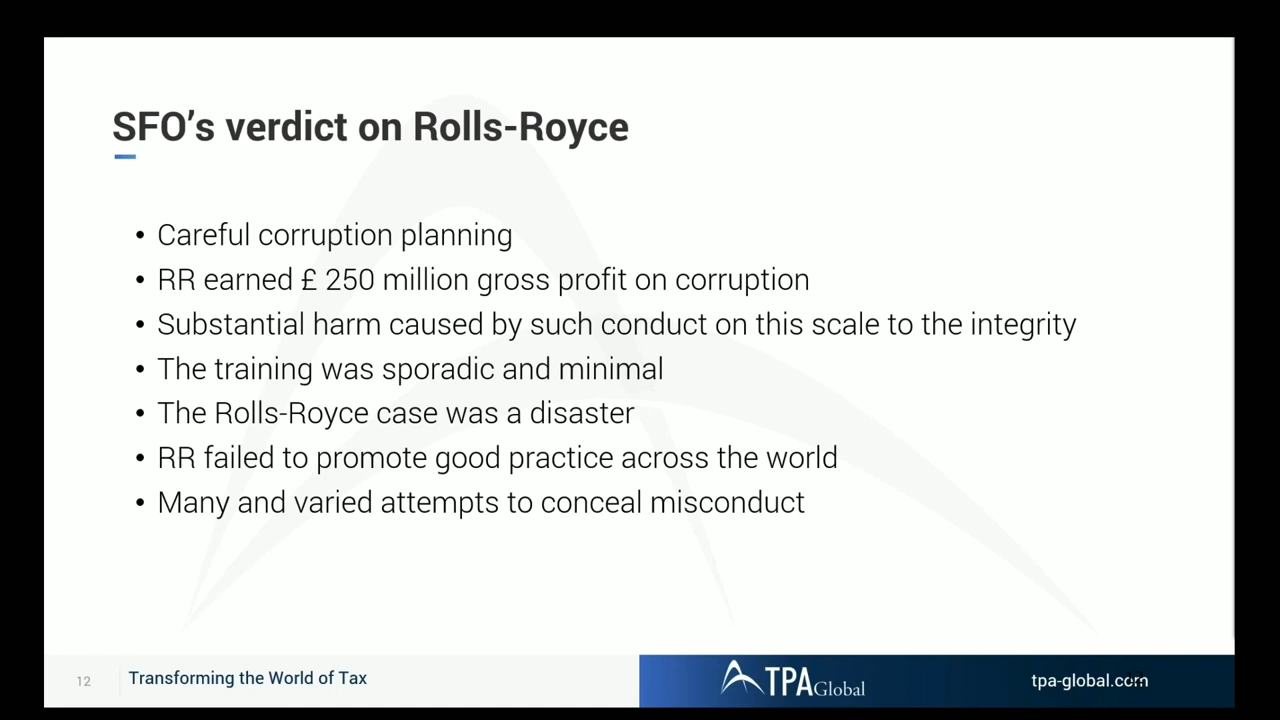 SFO’s verdict on Rolls-Royce
• Careful corruption planning
• RR earned £ 250 million gross profit on corruption
• Substantial harm caused by such conduct on this scale to the integrity
• The training was sporadic and minimal
• The Rolls-Royce case was a disaster
• RR failed to promote good practice across the world
• Many and varied attempts to conceal misconduct
12
Transforming the World of Tax
TPA Global
tpa-global.com